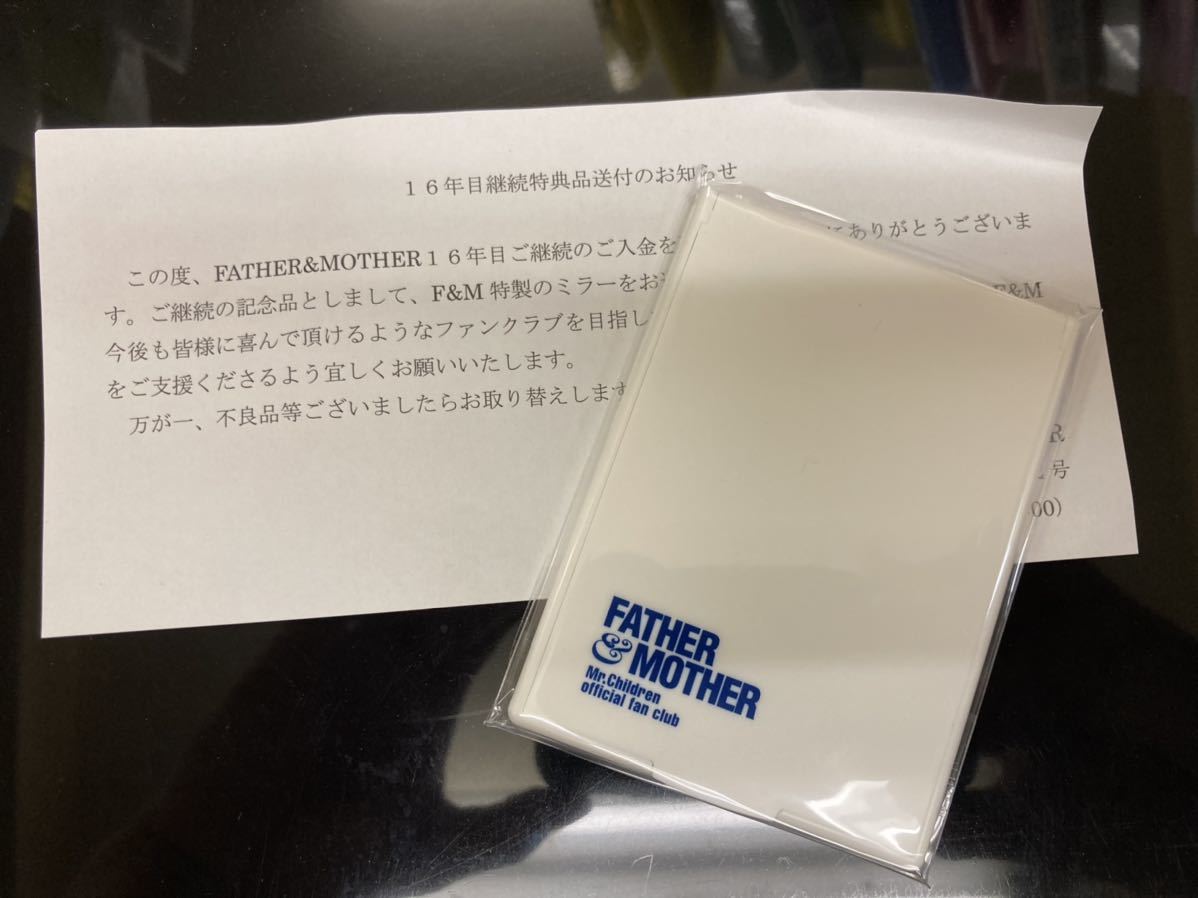 １６年目継続特典品送付のお知らせ
この度、FATHER&MOTHER１６年目ご継続のご入金を ありがとうございま
す。ご継続の記念品としまして、F&M 特製のミラーをお F&M
今後も皆様に喜んで頂けるようなファンクラブを目指し
をご支援くださるよう宜しくお願いいたします。
万が一、不良品等ございましたらお取り替えします
R
号
00)
FATHER
& MOTHER
Mr.Children
official fan club